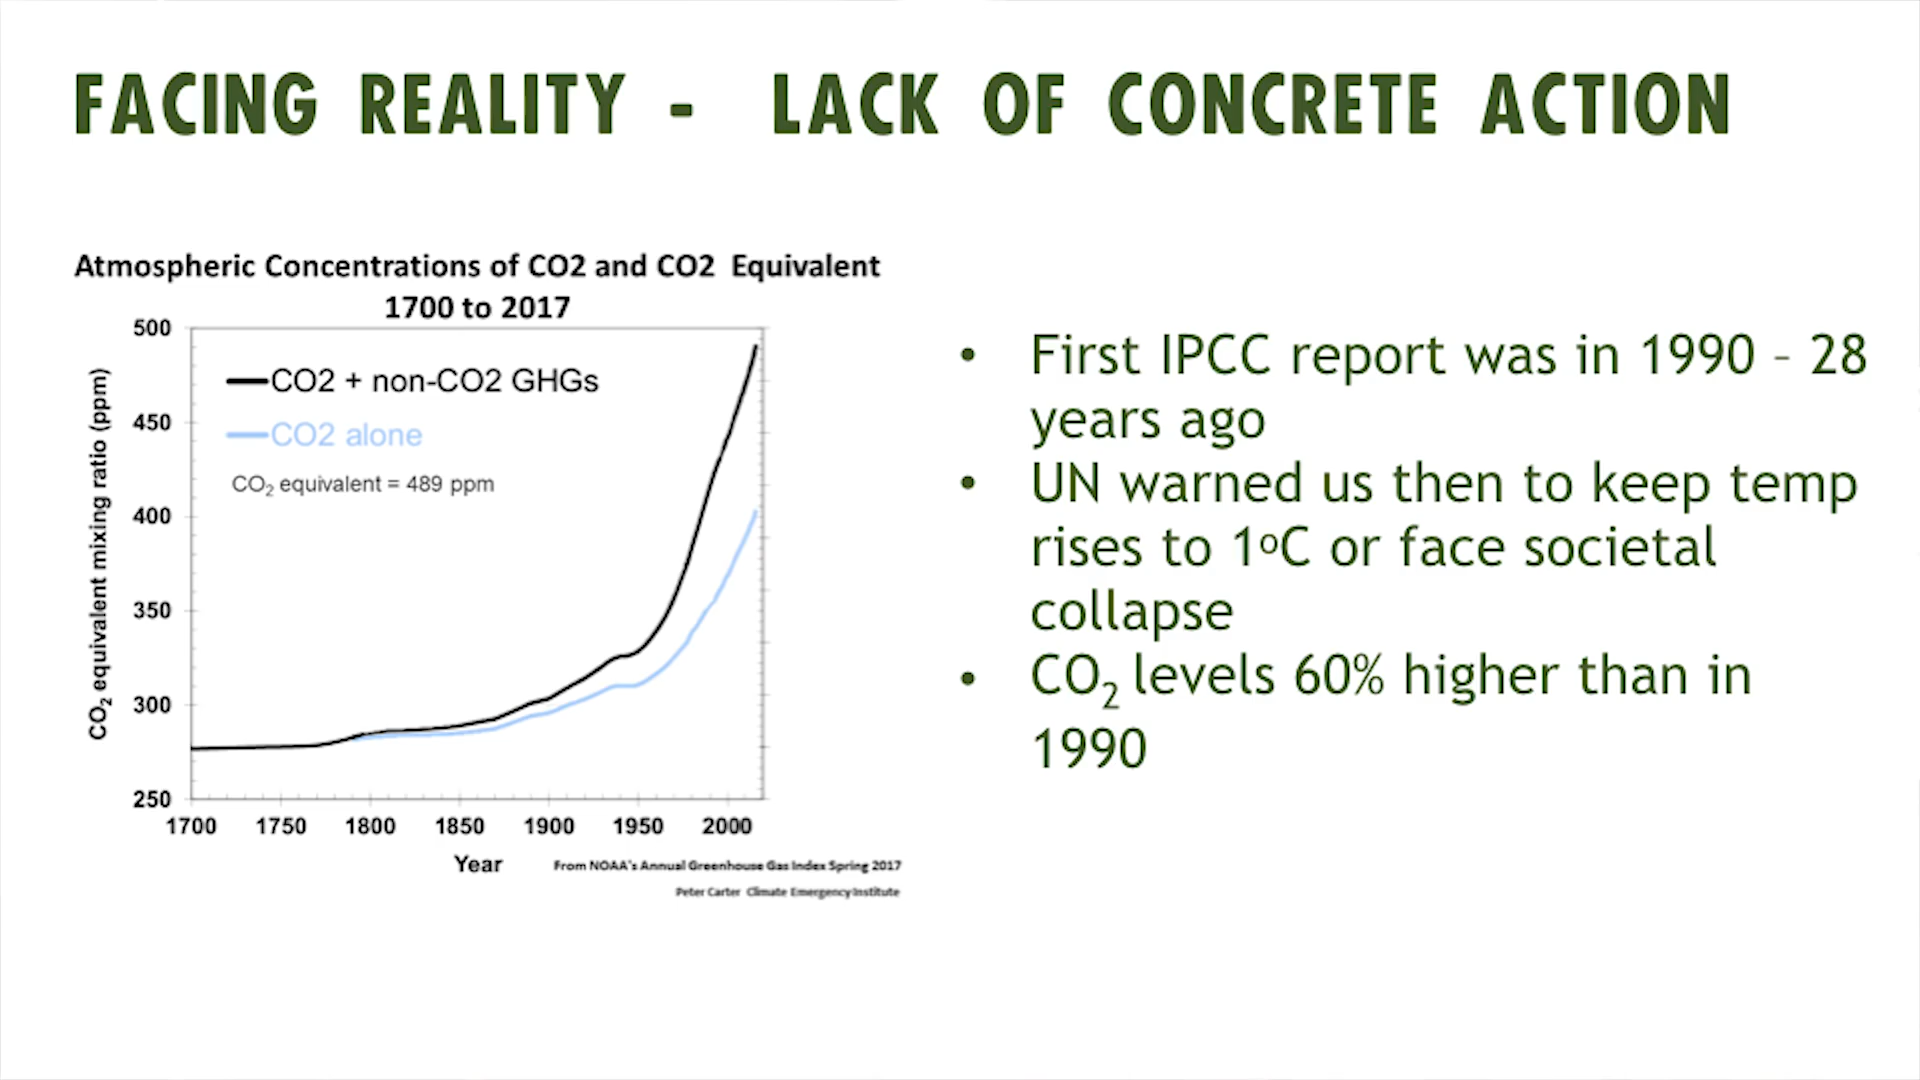 FACING REALITY - LACK OF CONCRETE ACTION
Atmospheric Concentrations of CO2 and CO2 Equivalent
1700 to 2017
500
450
400
350
300
250
CO₂ equivalent mixing ratio (ppm)
CO2 + non-CO2 GHGs
CO2 alone
CO₂ equivalent = 489 ppm
1700 1750 1800 1850 1900 1950 2000
Year
From NOAA's Annual Greenhouse Gas Index Spring 2017
Peter Carter Climate Emergency Institute
• First IPCC report was in 1990 – 28
years ago
• UN warned us then to keep temp
rises to 1ºC or face societal
collapse
• CO₂ levels 60% higher than in
1990